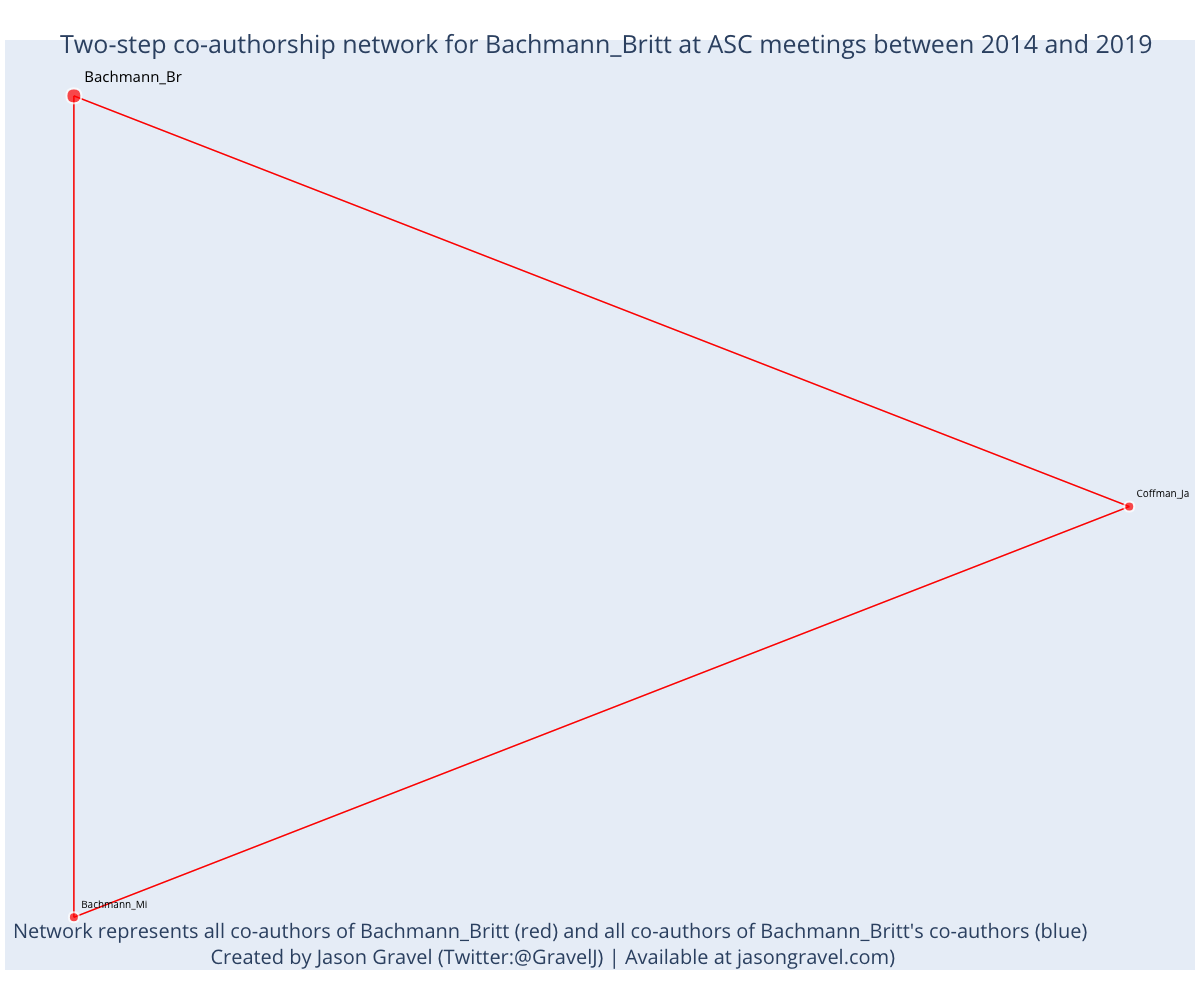 Two-step co-authorship network for Bachmann_Britt at ASC meetings between 2014 and 2019
Bachmann_Br
Coffman_Ja
Bachmann_Mi
Network represents all co-authors of Bachmann_Britt (red) and all co-authors of Bachmann_Britt's co-authors (blue)
Created by Jason Gravel (Twitter:@GravelJ) | Available at jasongravel.com)